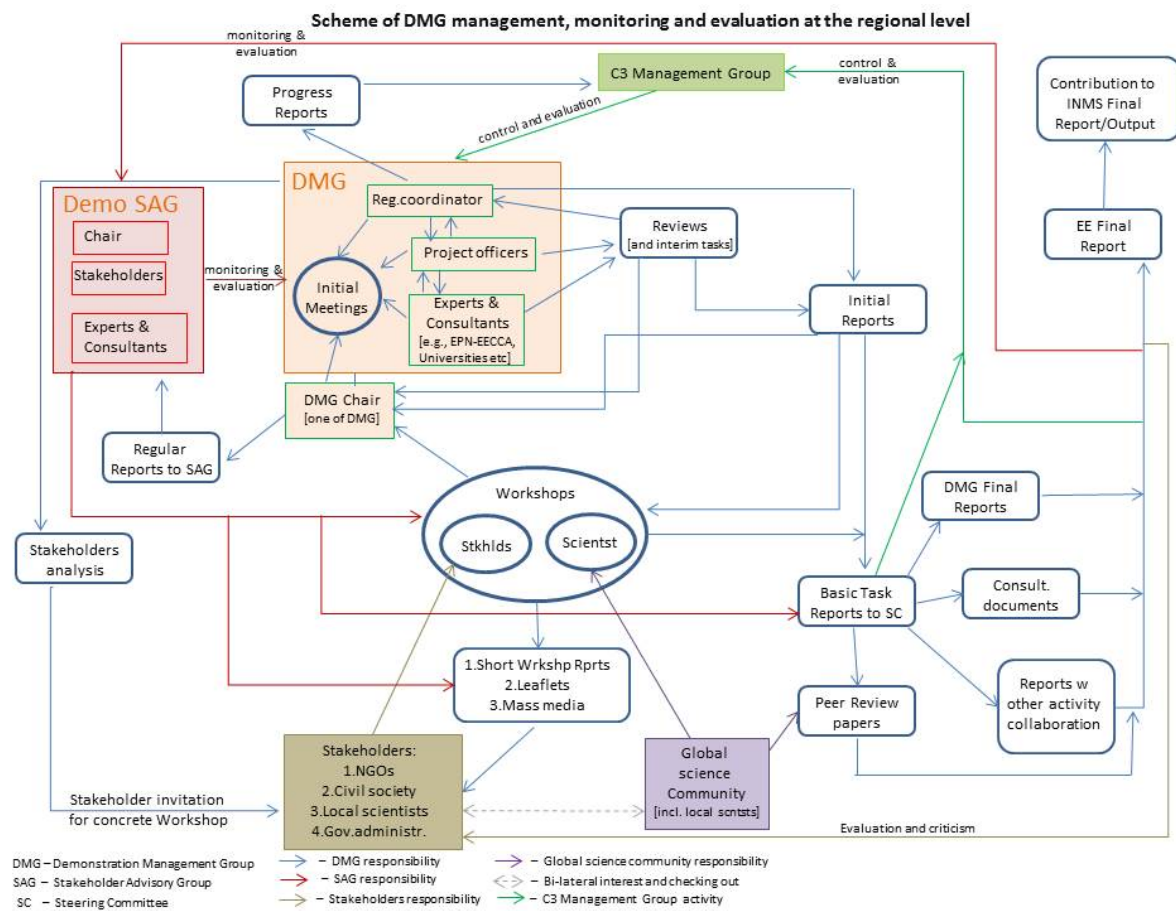 Scheme of DMG management, monitoring and evaluation at the regional level
monitoring &
evaluation
C3 Management Group
control &
evaluation
Progress
Reports
Contribution to
INMS Final
Report/Output
control and evaluation
DMG
Demo SAG
Reg.coordinator
Chair
Reviews
[and interim tasks]
EE Final
Report
Project officers
Stakeholders
monitoring &
evaluation
Initial
Meetings
Experts &
Consultants
[e.g., EPN-EECCA,
Universities etc]
Initial
Reports
Experts &
Consultants
DMG Chair
[one of DMG]
Regular
Reports to SAG
Workshops
DMG Final
Reports
Stkhlds
Scientst
Stakeholders
analysis
Basic Task
Reports to SC
Consult.
documents
1.Short Wrkshp Rprts
2.Leaflets
3.Mass media
Peer Review
papers
Reports w
other activity
collaboration
Stakeholders:
1.NGOs
2.Civil society
3.Local scientists
4.Gov.administr.
Global
science
Community
[incl. local scntsts]
Stakeholder invitation
for concrete Workshop
Evaluation and criticism
DMG – Demonstration Management Group
SAG – Stakeholder Advisory Group
SC – Steering Committee
– DMG responsibility
– SAG responsibility
– Stakeholders responsibility
– Global science community responsibility
– Bi-lateral interest and checking out
– C3 Management Group activity